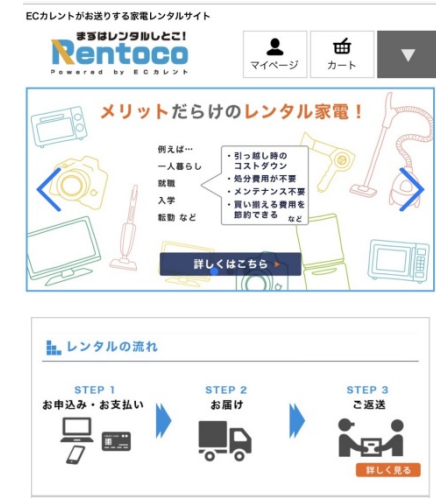 ECカレントがお送りする家電レンタルサイト
まずはレンタルしとこ!
Rentoco
Powered by ECカレント
マイページ
カート
メリットだらけのレンタル家電!
例えば…
一人暮らし
就職
入学
転勤 など
・引っ越し時の
コストダウン
・処分費用が不要
・メンテナンス不要
・買い揃える費用を
節約できる など
詳しくはこちら
レンタルの流れ
STEP 1
お申込み・お支払い
STEP 2
お届け
STEP 3
ご返送
詳しく見る